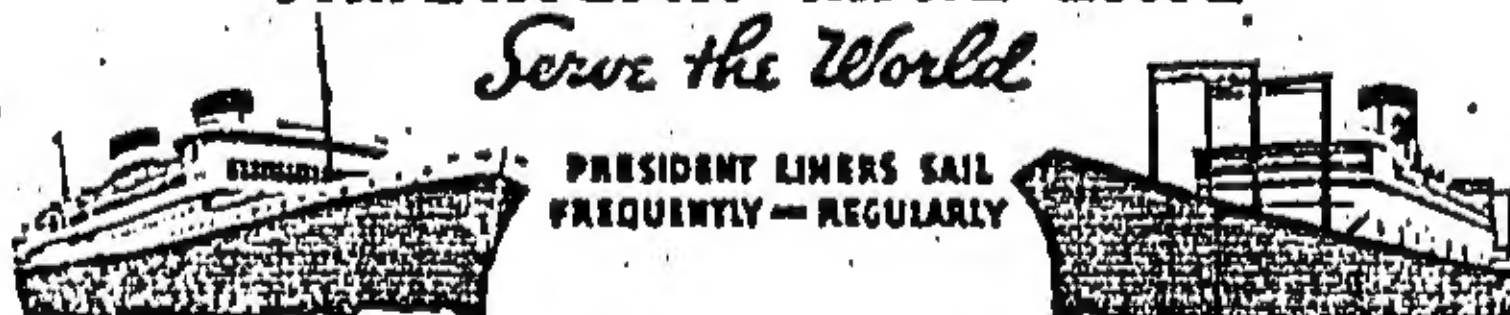 Serve the World
PRESIDENT LINERS SAIL
FREQUENTLY — REGULARLY